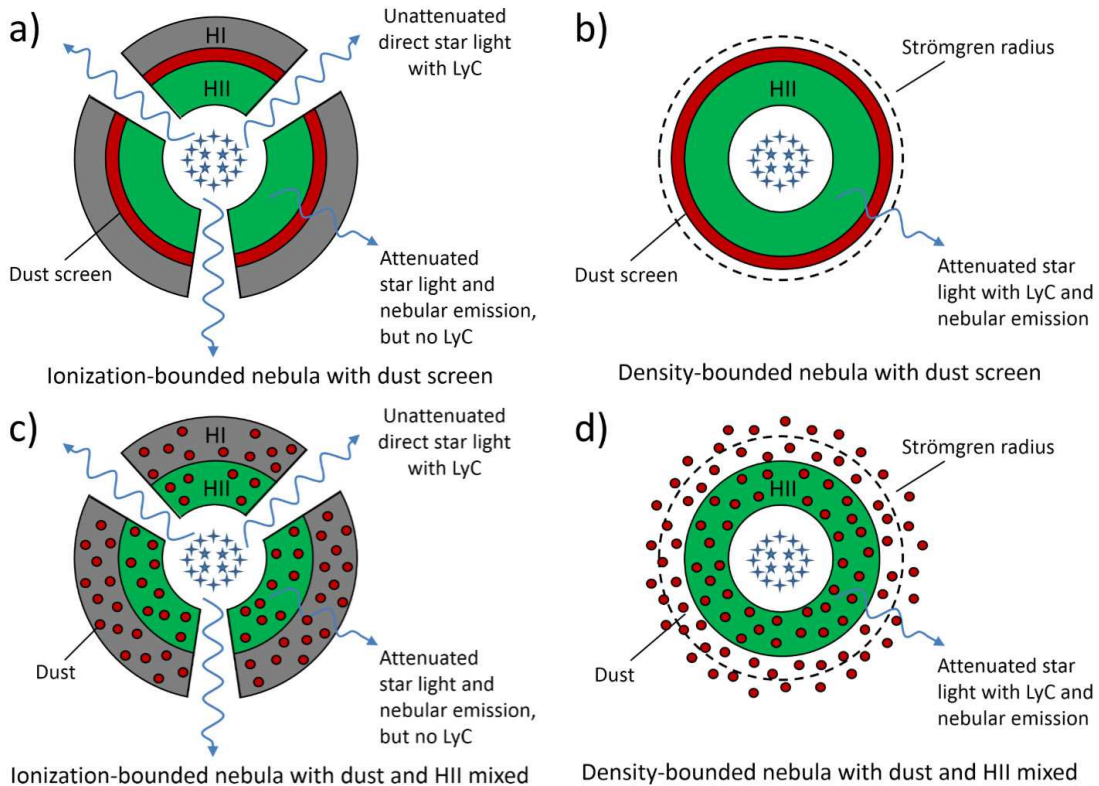 a)
HI
HII
Unattenuated
direct star light
with LyC
Dust screen
Attenuated
star light and
nebular emission,
but no LyC
Ionization-bounded nebula with dust screen
b)
Strömgren radius
HII
Dust screen
Attenuated star
light with LyC and
nebular emission
Density-bounded nebula with dust screen
c)
HI
HII
Unattenuated
direct star light
with LyC
Dust
Attenuated
star light and
nebular emission,
but no LyC
Ionization-bounded nebula with dust and HII mixed
d)
Strömgren radius
HII
Dust
Attenuated star
light with LyC and
nebular emission
Density-bounded nebula with dust and HII mixed